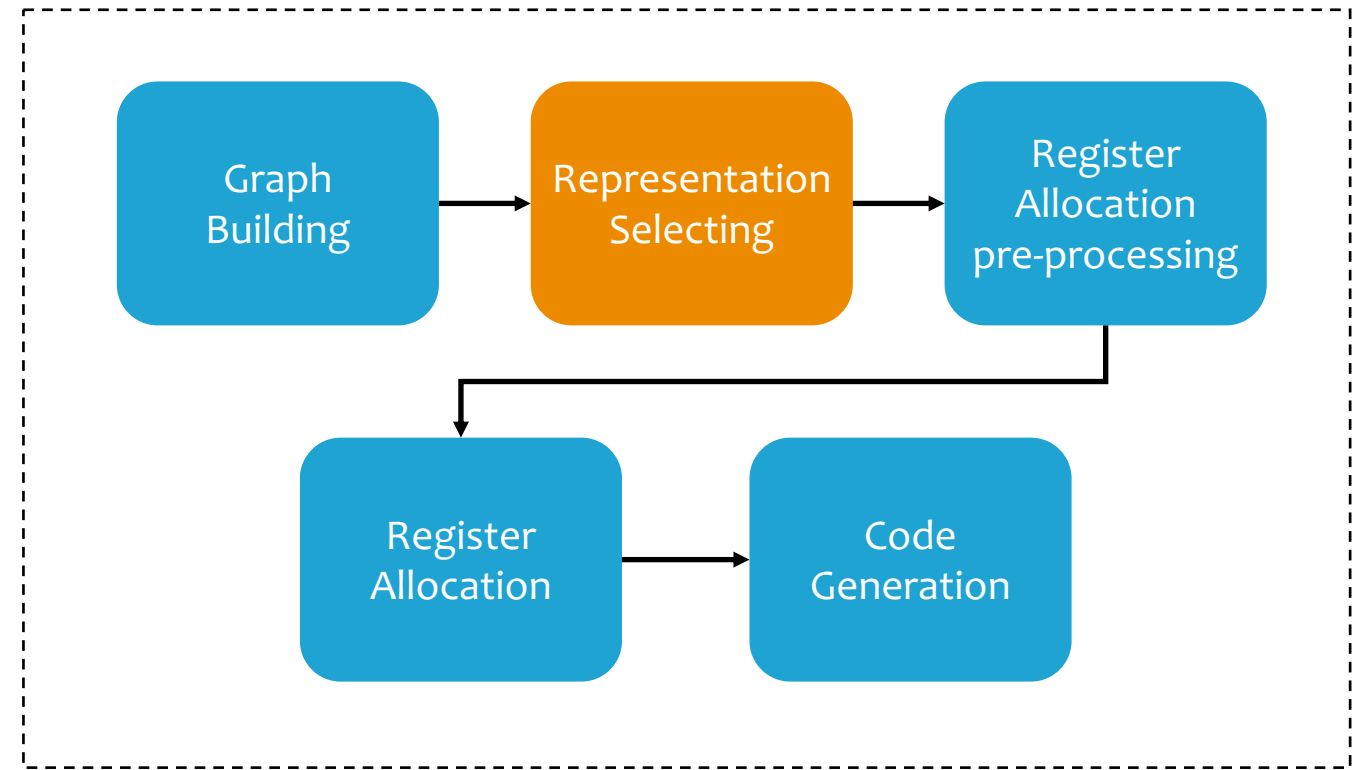 Graph
Building
Representation
Selecting
Register
Allocation
pre-processing
Register
Allocation
Code
Generation